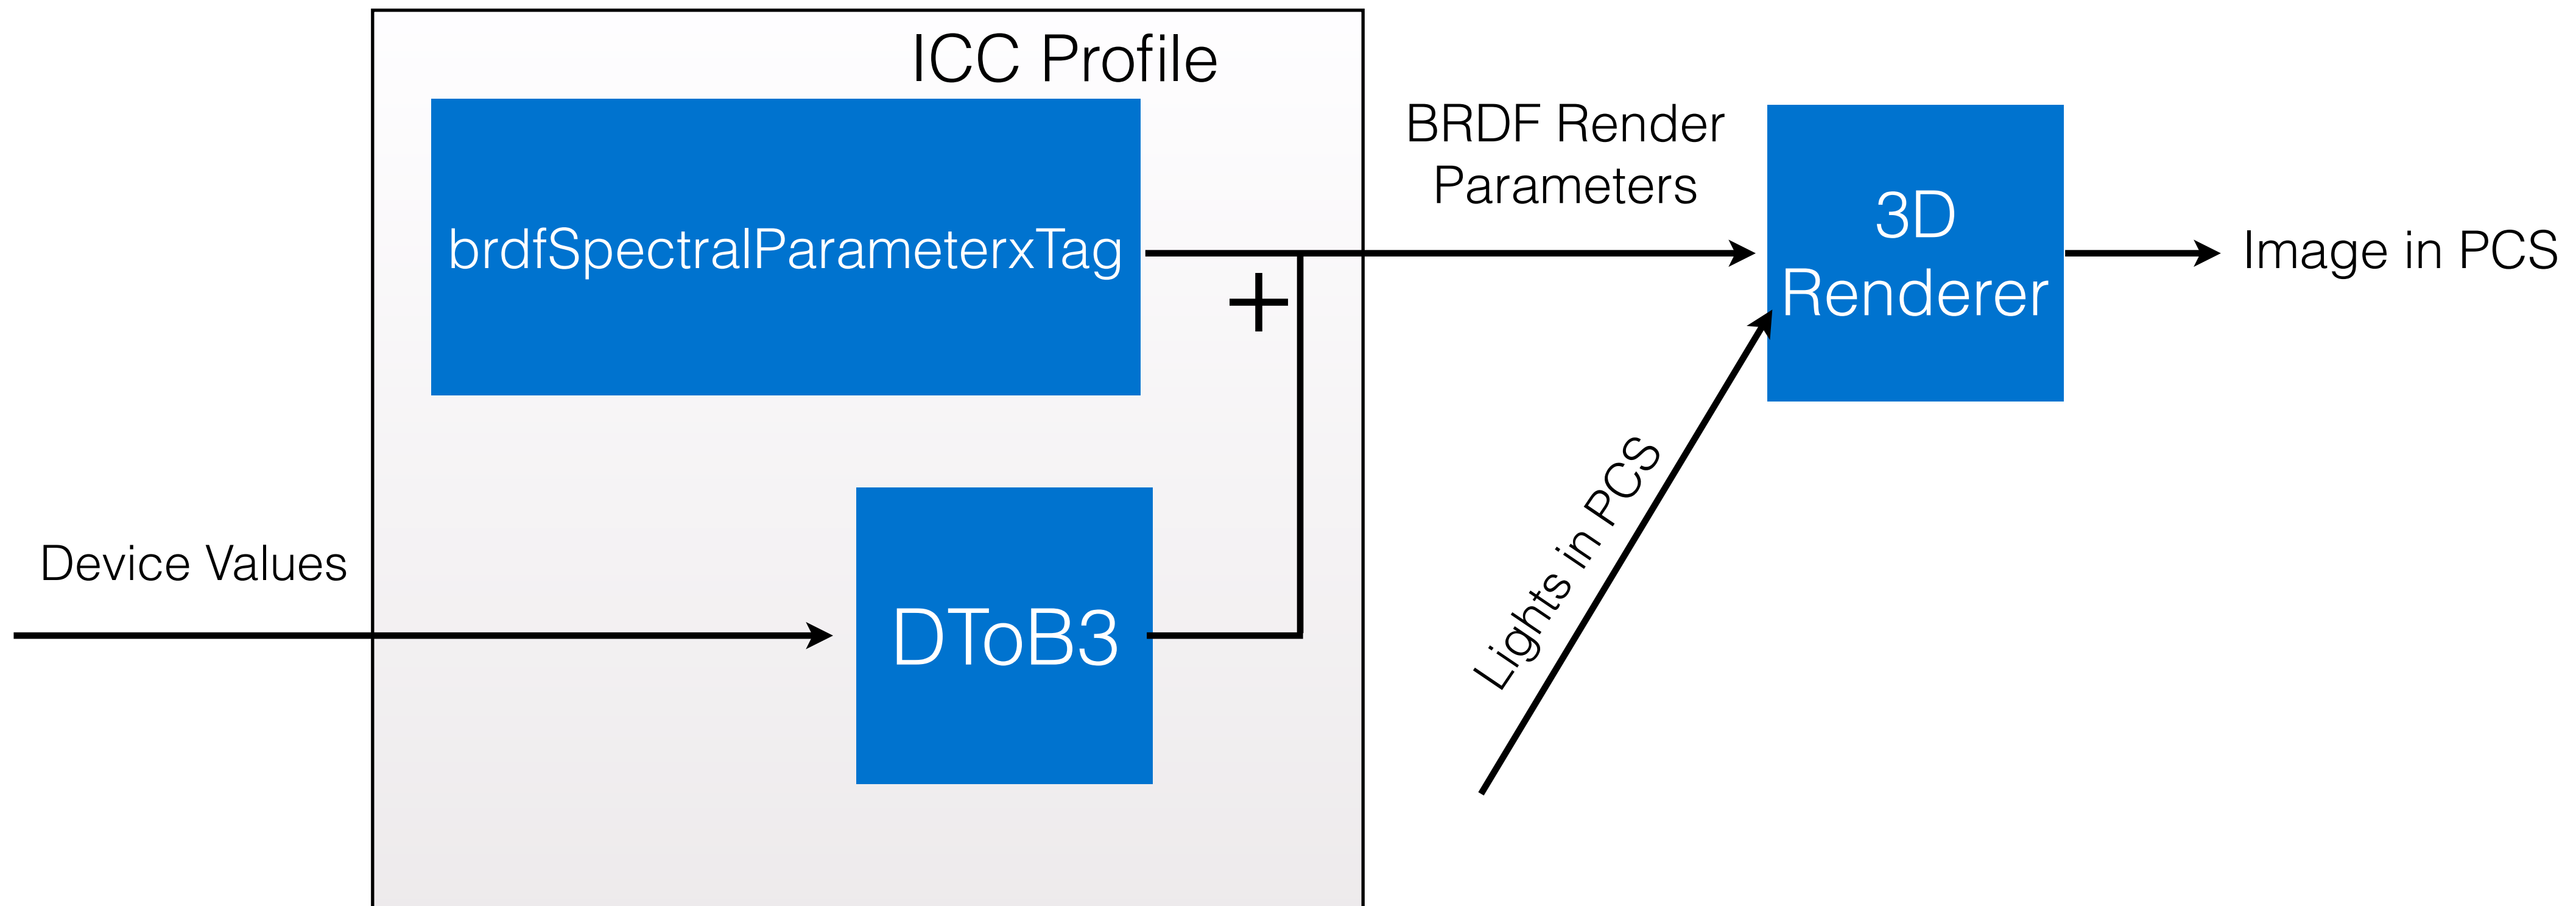 ICC Profile
brdfSpectralParameterxTag
+
BRDF Render
Parameters
3D
Renderer
Image in PCS
Lights in PCS
Device Values
DToB3